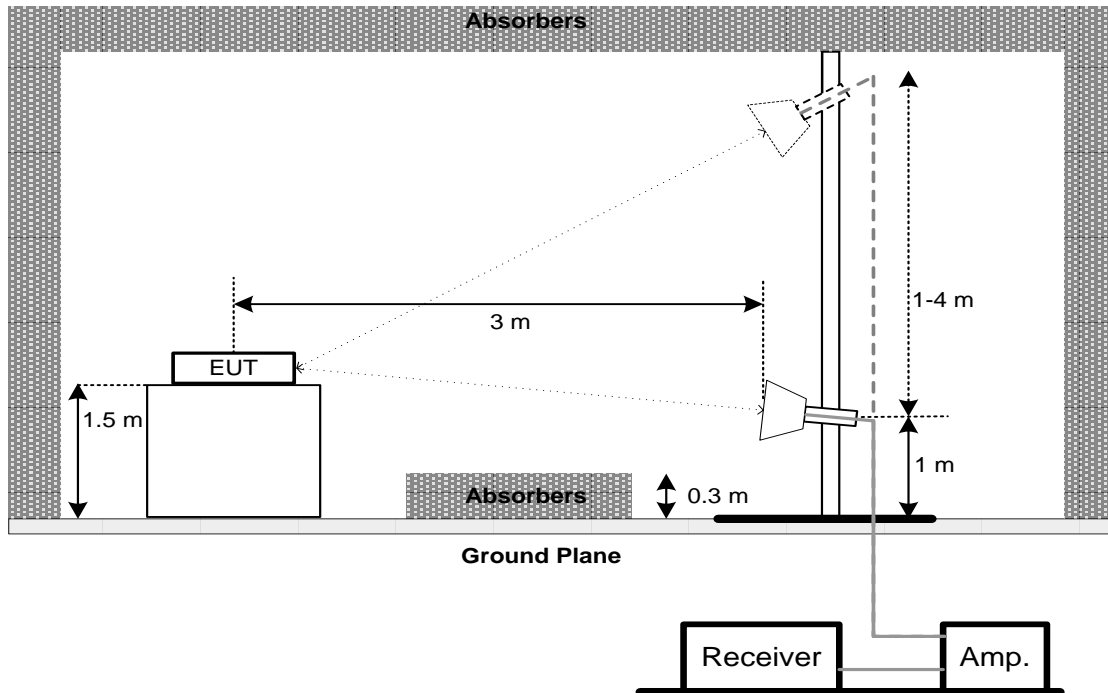 Absorbers
1-4 m
3 m
EUT
1.5 m
1 m
Absorbers
0.3 m
Ground Plane
Receiver
Amp.